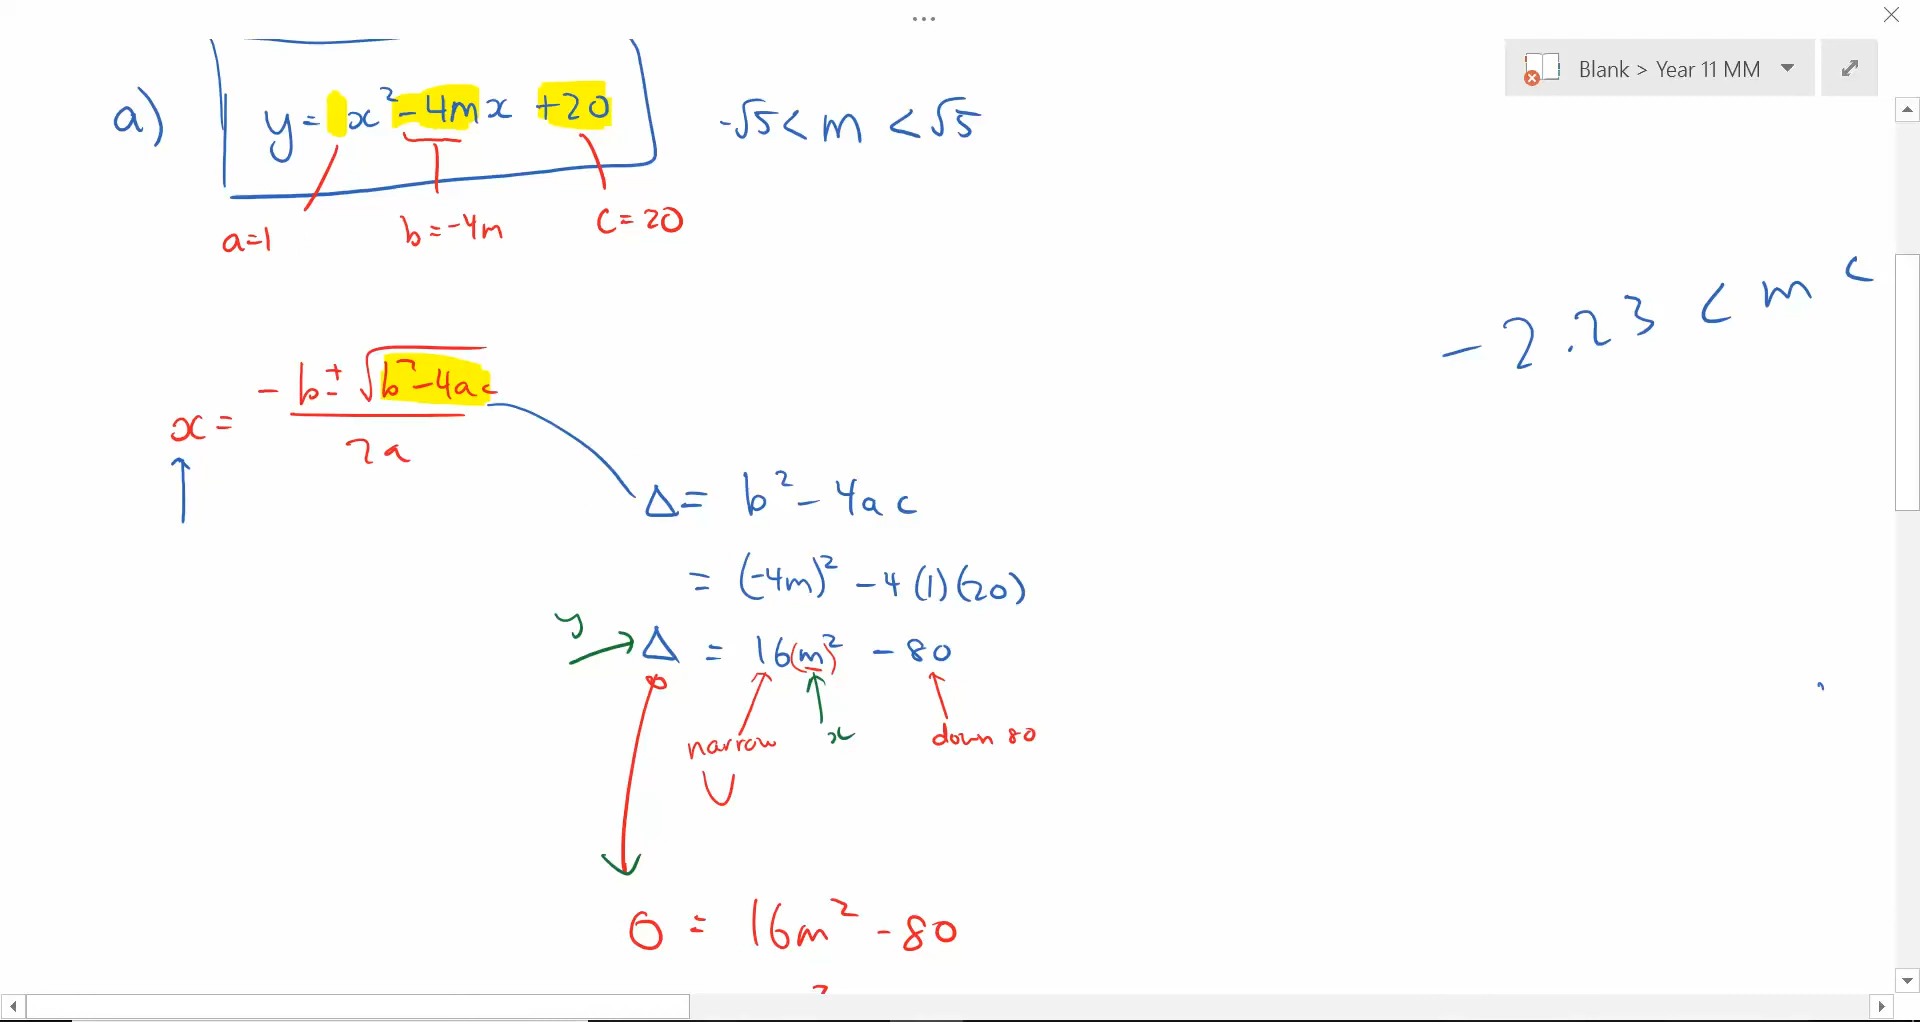 Blank > Year 11 MM
a) y = x² - 4mx + 20 -√5 < m < √5
a=1 b=-4m c=20
-2.23 < m <
x = -b ± √b²-4ac
2a
Δ = b² - 4ac
= (-4m)² - 4(1)(20)
y
Δ = 16(m)² - 80
narrow x down 80
0 = 16m² - 80